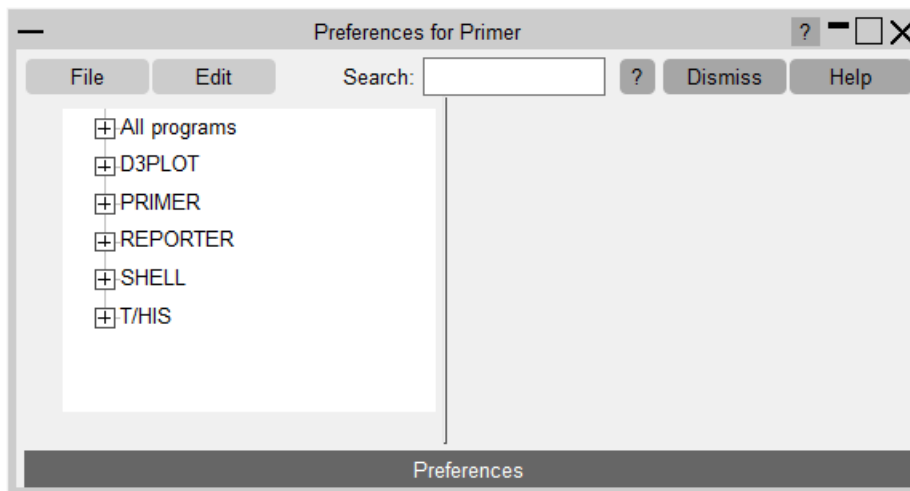 Preferences for Primer ?
File Edit Search: ? Dismiss Help
All programs
D3PLOT
PRIMER
REPORTER
SHELL
T/HIS
Preferences